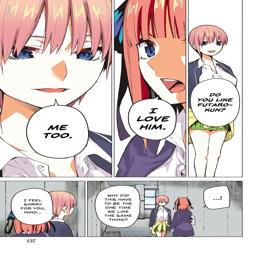 DO YOU
LIKE
FUTARO-
KUN?
I
LOVE
HIM.
ME
TOO.
...!
WHY DID
THIS HAVE
TO BE THE
ONE TIME
WE LIKE
THE SAME
THING?
I FEEL
SORRY
FOR YOU,
NINO...
137